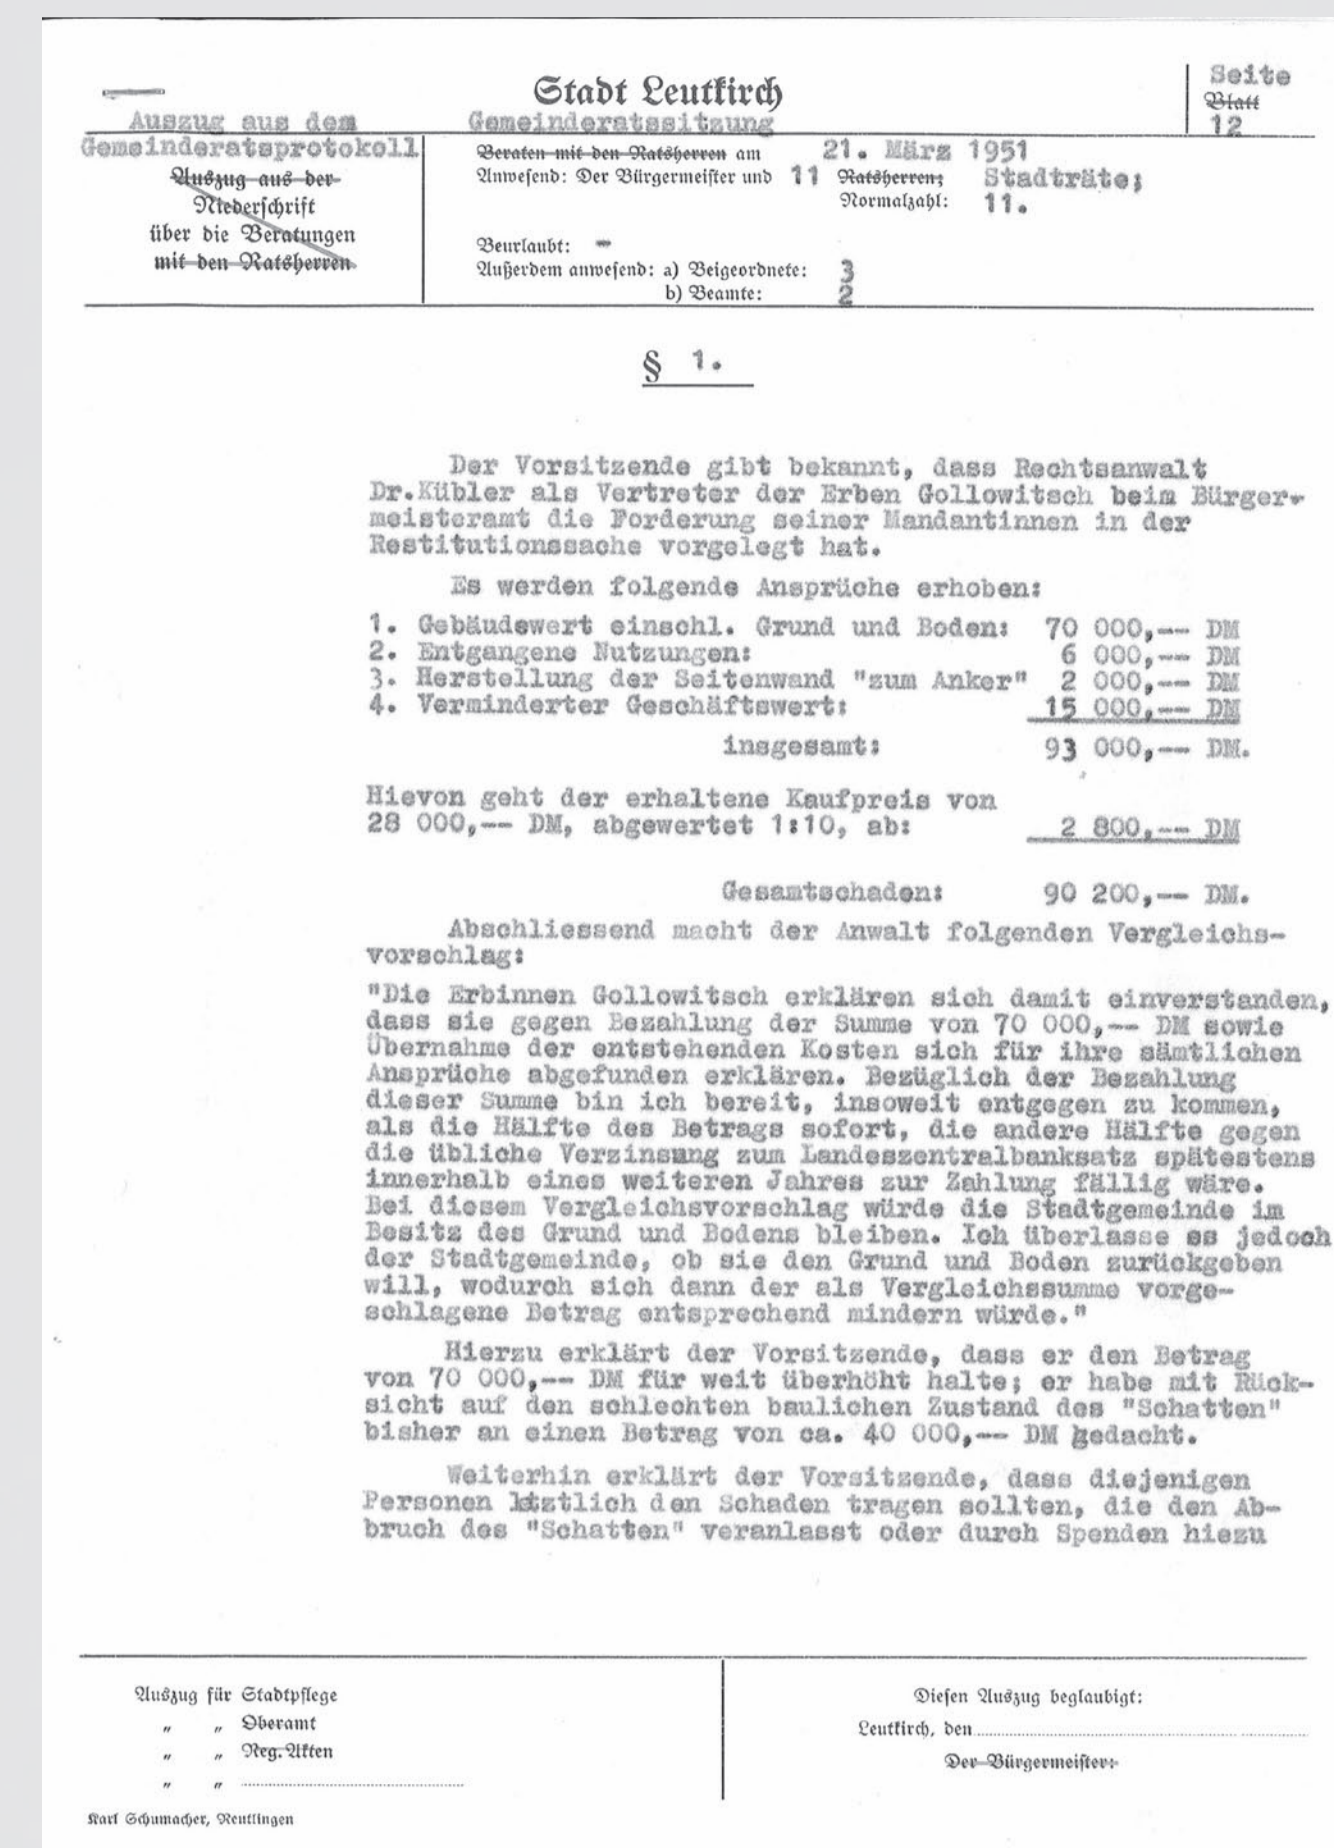 Stadt Leutkirch
Seite
Blatt
12
Auszug aus dem
Gemeinderatsprotokoll
Auszug aus der
Niederschrift
über die Beratungen
mit den Ratsherren
Gemeinderatssitzung
Beraten mit den Ratsherren am 21. März 1951
Anwesend: Der Bürgermeister und 11 Ratsherren; Stadträte;
Normalzahl: 11.
Beurlaubt: -
Außerdem anwesend: a) Beigeordnete: 3
b) Beamte: 2
§ 1.
Der Vorsitzende gibt bekannt, dass Rechtsanwalt
Dr.Kübler als Vertreter der Erben Gollowitsch beim Bürger-
meisteramt die Forderung seiner Mandantinnen in der
Restitutionssache vorgelegt hat.
Es werden folgende Ansprüche erhoben:
1. Gebäudewert einschl. Grund und Boden: 70 000,-- DM
2. Entgangene Nutzungen: 6 000,-- DM
3. Herstellung der Seitenwand "zum Anker" 2 000,-- DM
4. Verminderter Geschäftswert: 15 000,-- DM
insgesamt: 93 000,-- DM.
Hievon geht der erhaltene Kaufpreis von
28 000,-- DM, abgewertet 1:10, ab: 2 800,-- DM
Gesamtschaden: 90 200,-- DM.
Abschliessend macht der Anwalt folgenden Vergleichs-
vorschlag:
"Die Erbinnen Gollowitsch erklären sich damit einverstanden,
dass sie gegen Bezahlung der Summe von 70 000,-- DM sowie
Übernahme der entstehenden Kosten sich für ihre sämtlichen
Ansprüche abgefunden erklären. Bezüglich der Bezahlung
dieser Summe bin ich bereit, insoweit entgegen zu kommen,
als die Hälfte des Betrags sofort, die andere Hälfte gegen
die übliche Verzinsung zum Landeszentralbanksatz spätestens
innerhalb eines weiteren Jahres zur Zahlung fällig wäre.
Bei diesem Vergleichsvorschlag würde die Stadtgemeinde im
Besitz des Grund und Bodens bleiben. Ich überlasse es jedoch
der Stadtgemeinde, ob sie den Grund und Boden zurückgeben
will, wodurch sich dann der als Vergleichssumme vorge-
schlagene Betrag entsprechend mindern würde."
Hierzu erklärt der Vorsitzende, dass er den Betrag
von 70 000,-- DM für weit überhöht halte; er habe mit Rück-
sicht auf den schlechten baulichen Zustand des "Schatten"
bisher an einen Betrag von ca. 40 000,-- DM gedacht.
Weiterhin erklärt der Vorsitzende, dass diejenigen
Personen letztlich den Schaden tragen sollten, die den Ab-
bruch des "Schatten" veranlasst oder durch Spenden hiezu
Auszug für Stadtpflege
" " Oberamt
" " Reg. Akten
" "
Karl Schumacher, Reutlingen
Diesen Auszug beglaubigt:
Leutkirch, den
Der Bürgermeister: